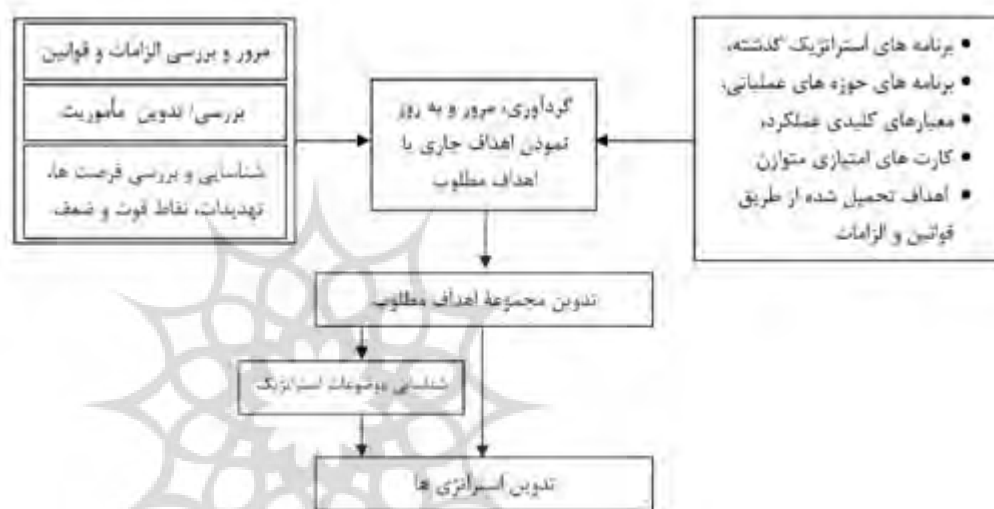 مرور و بررسی الزامات و قوانین
بررسی/ تدوین مأموریت
شناسایی و بررسی فرصت ها،
تهدیدات، نقاط قوت و ضعف
گردآوری، مرور و به روز
نمودن اهداف جاری یا
اهداف مطلوب
• برنامه های استراتژیک گذشته،
• برنامه های حوزه های عملیاتی،
• معیارهای کلیدی عملکرد،
• کارت های امتیازی متوازن
• اهداف تحمیل شده از طریق
قوانین و الزامات
تدوین مجموعۀ اهداف مطلوب
شناسایی موضوعات استراتژیک
تدوین استراتژی ها